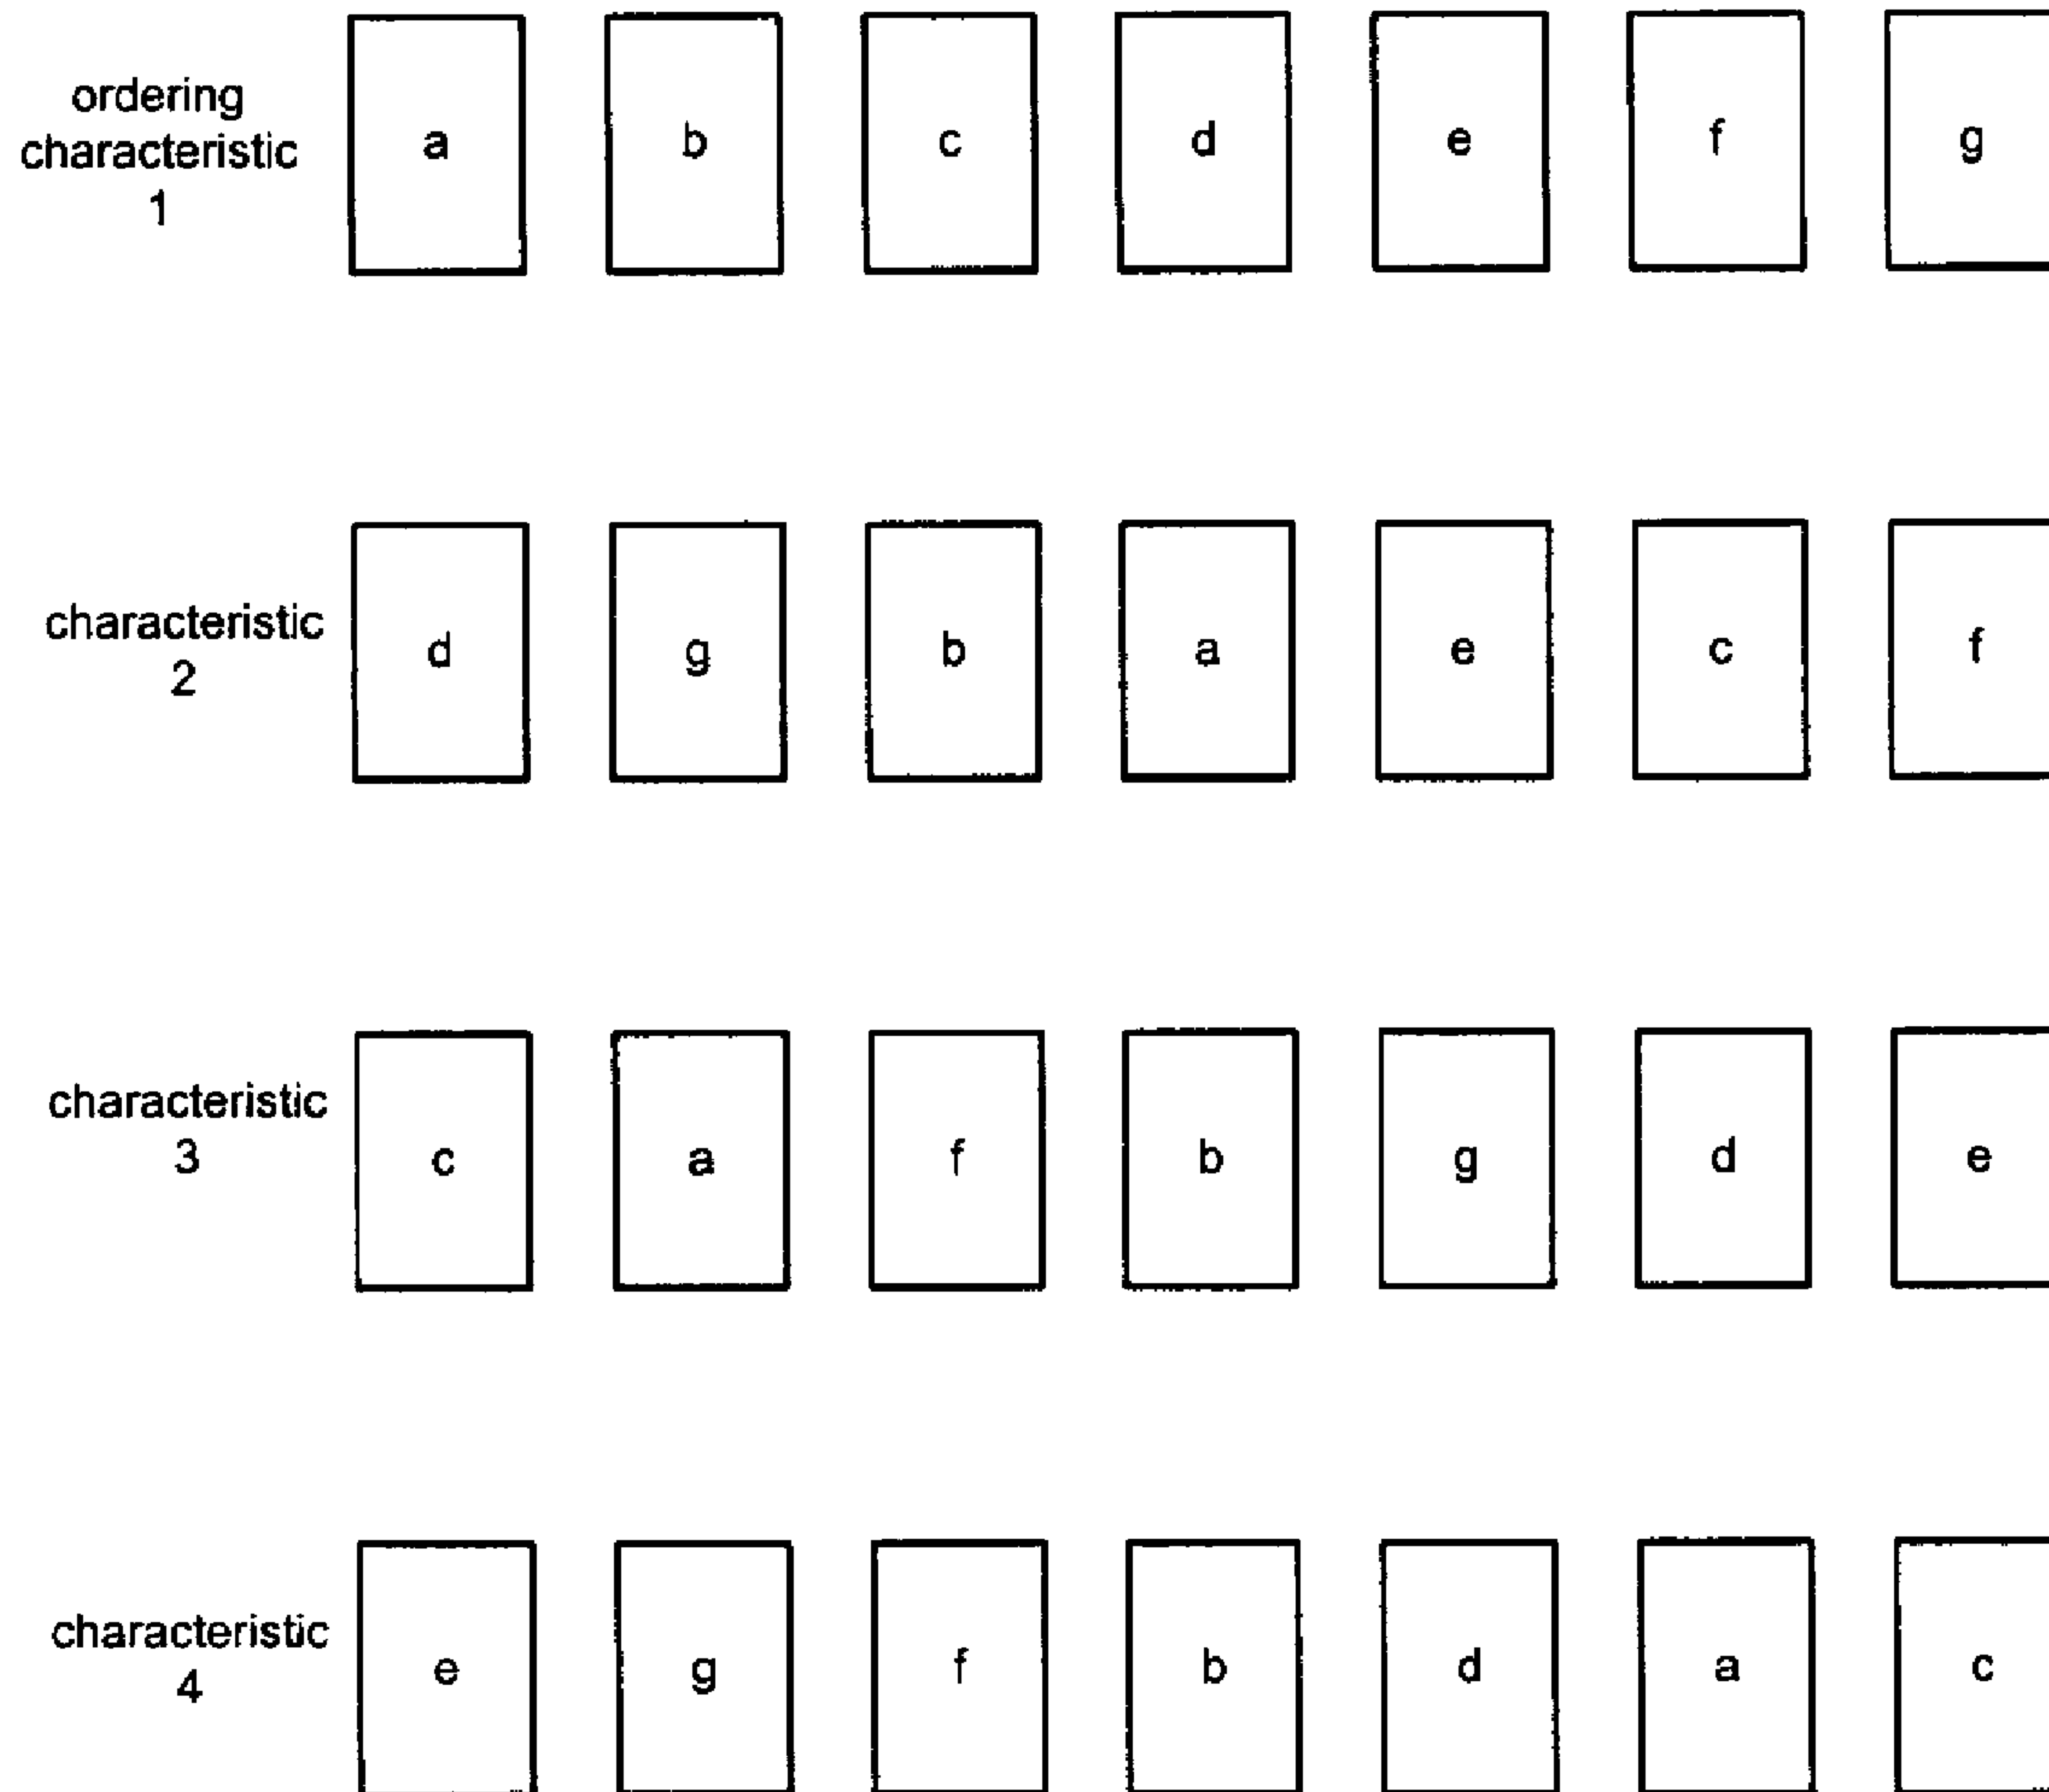 ordering
characteristic
1
a b c d e f g
characteristic
2
d g b a e c f
characteristic
3
c a f b g d e
characteristic
4
e g f b d a c